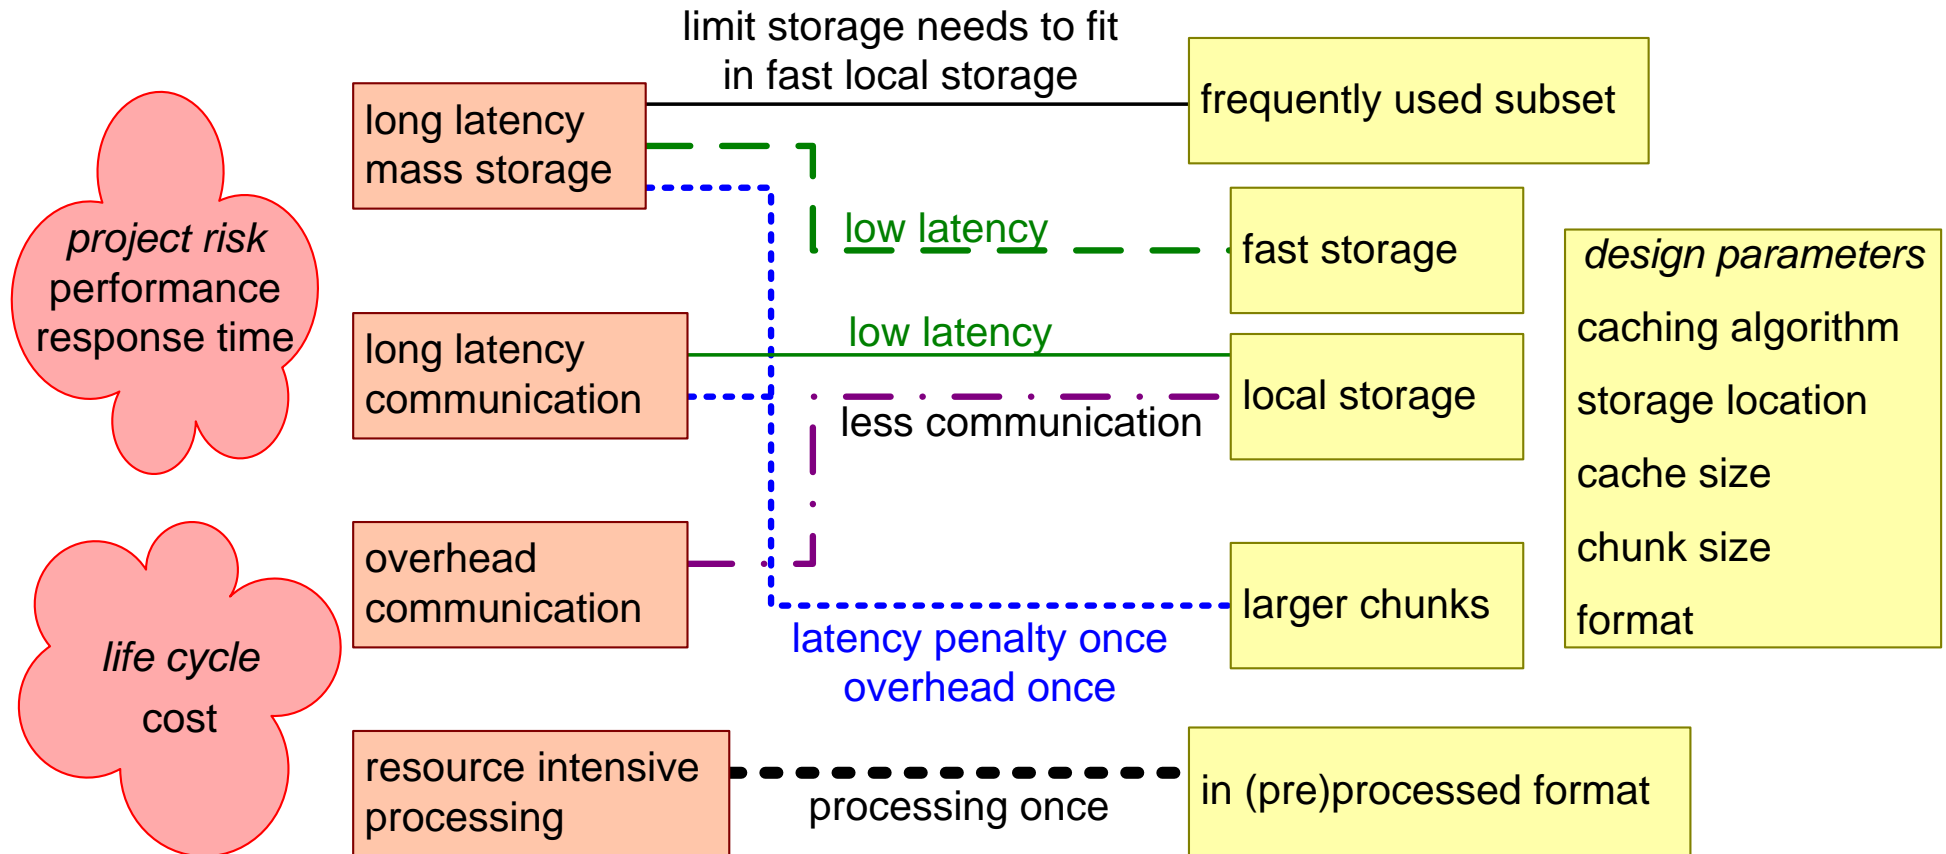 limit storage needs to fit
in fast local storage
project risk
performance
response time
life cycle
cost
long latency
mass storage
long latency
communication
overhead
communication
resource intensive
processing
low latency
low latency
less communication
latency penalty once
overhead once
processing once
frequently used subset
fast storage
local storage
larger chunks
in (pre)processed format
design parameters
caching algorithm
storage location
cache size
chunk size
format